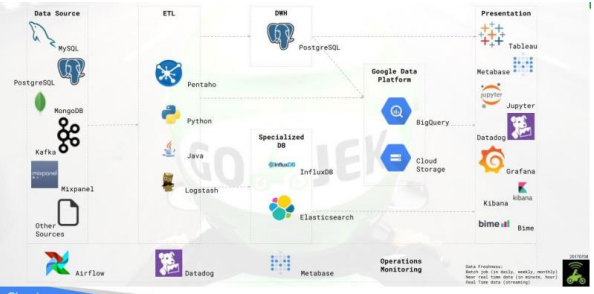 Data Source
MySQL
PostgreSQL
MongoDB
Kafka
mixpanel
Mixpanel
Other
Sources
ETL
Pentaho
Python
Java
Logstash
DWH
PostgreSQL
Specialized
DB
InfluxDB
InfluxDB
Elasticsearch
Google Data
Platform
BigQuery
Cloud
Storage
Presentation
Tableau
Metabase
jupyter
Jupyter
Datadog
Grafana
kibana
Kibana
bime
Bime
GO JEK
Airflow
Datadog
Metabase
Operations
Monitoring
Data Freshness:
Batch job (in daily, weekly, monthly)
Near real time data (in minute, hour)
Real Time data (streaming)